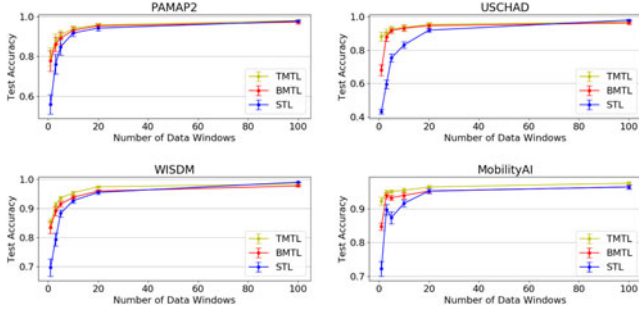 PAMAP2
Test Accuracy
1.0
0.8
0.6
TMTL
BMTL
STL
0 20 40 60 80 100
Number of Data Windows
USCHAD
Test Accuracy
1.0
0.8
0.6
0.4
TMTL
BMTL
STL
0 20 40 60 80 100
Number of Data Windows
WISDM
Test Accuracy
1.0
0.9
0.8
0.7
TMTL
BMTL
STL
0 20 40 60 80 100
Number of Data Windows
MobilityAI
Test Accuracy
0.9
0.8
0.7
TMTL
BMTL
STL
0 20 40 60 80 100
Number of Data Windows